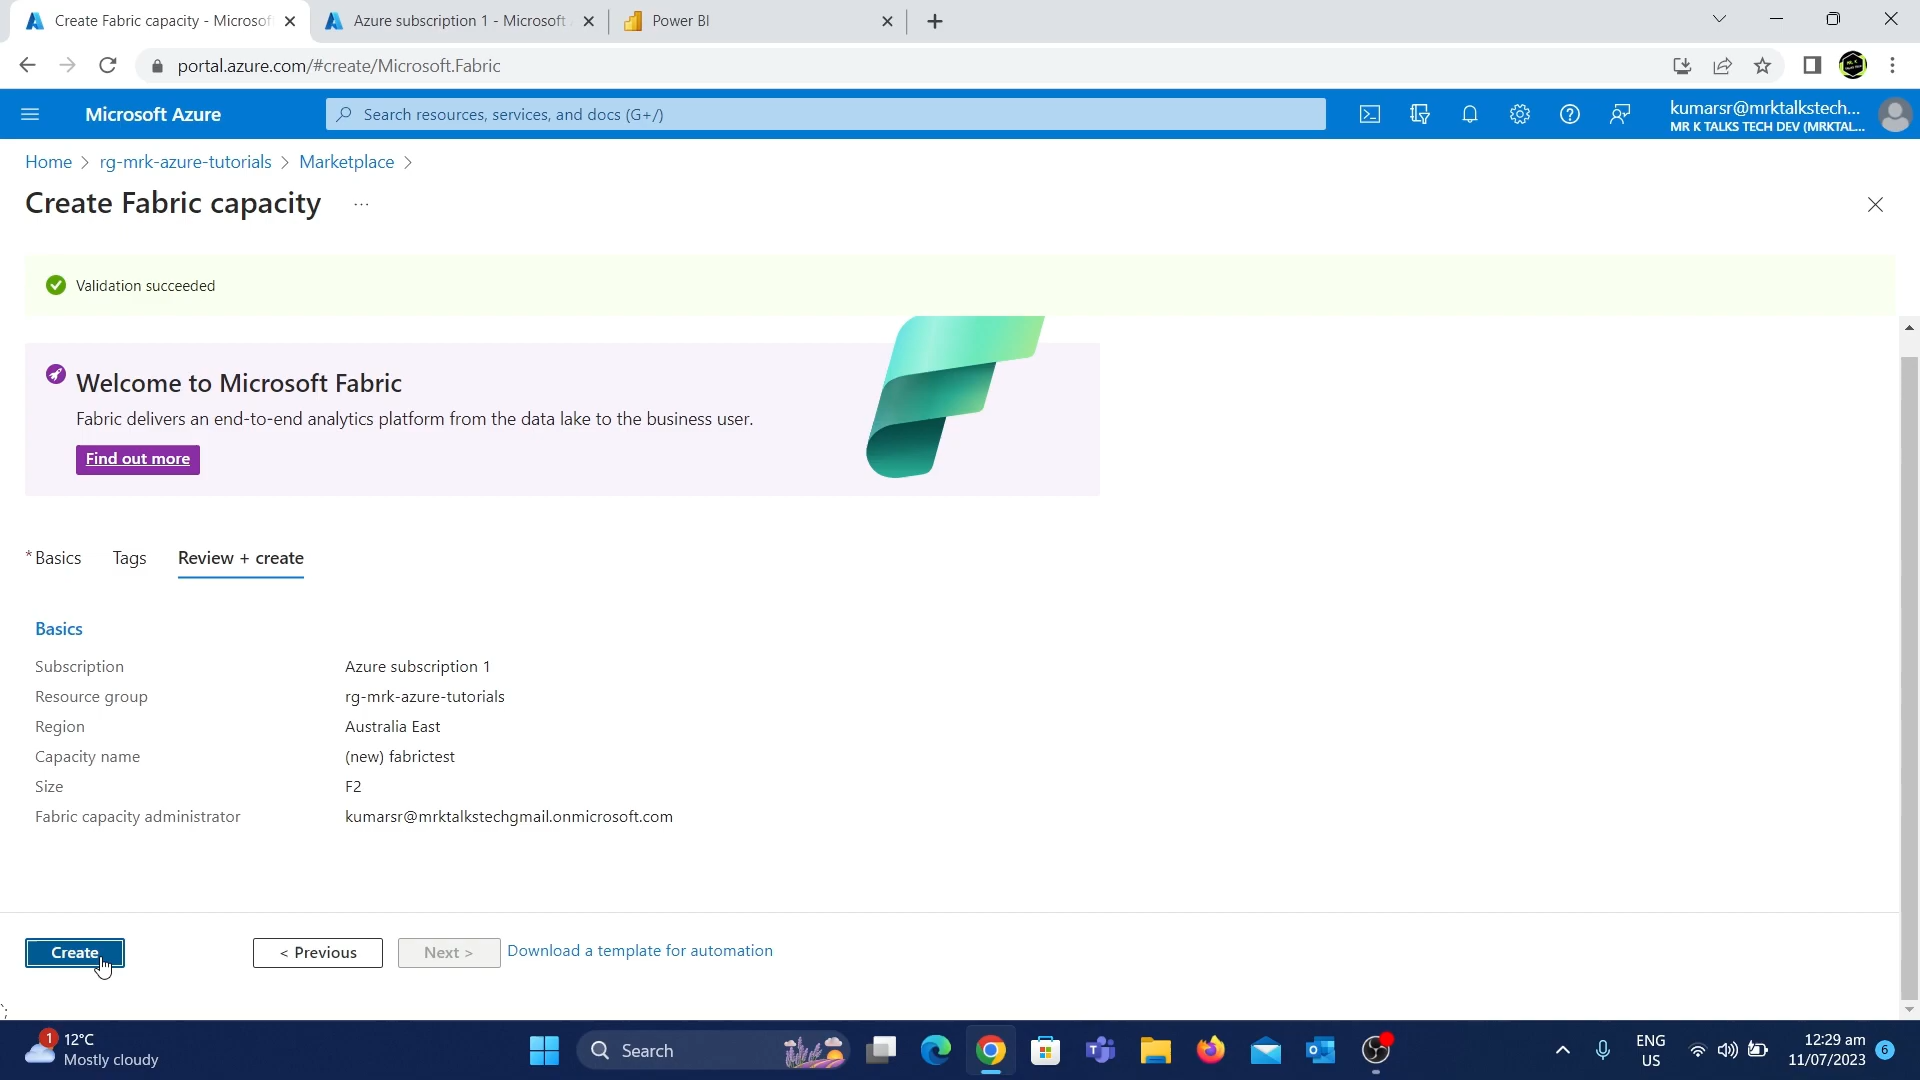 Create Fabric capacity - Microsof
Azure subscription 1 - Microsoft
Power BI
portal.azure.com/#create/Microsoft.Fabric
Microsoft Azure
Search resources, services, and docs (G+/)
kumarsr@mrktalkstech...
MR K TALKS TECH DEV (MRKTAL...
Home > rg-mrk-azure-tutorials > Marketplace >
Create Fabric capacity ...
Validation succeeded
Welcome to Microsoft Fabric
Fabric delivers an end-to-end analytics platform from the data lake to the business user.
Find out more
* Basics Tags Review + create
Basics
Subscription Azure subscription 1
Resource group rg-mrk-azure-tutorials
Region Australia East
Capacity name (new) fabrictest
Size F2
Fabric capacity administrator kumarsr@mrktalkstechgmail.onmicrosoft.com
Create < Previous Next > Download a template for automation
`;
1 12°C
Mostly cloudy
Search
ENG
US
12:29 am
11/07/2023
6